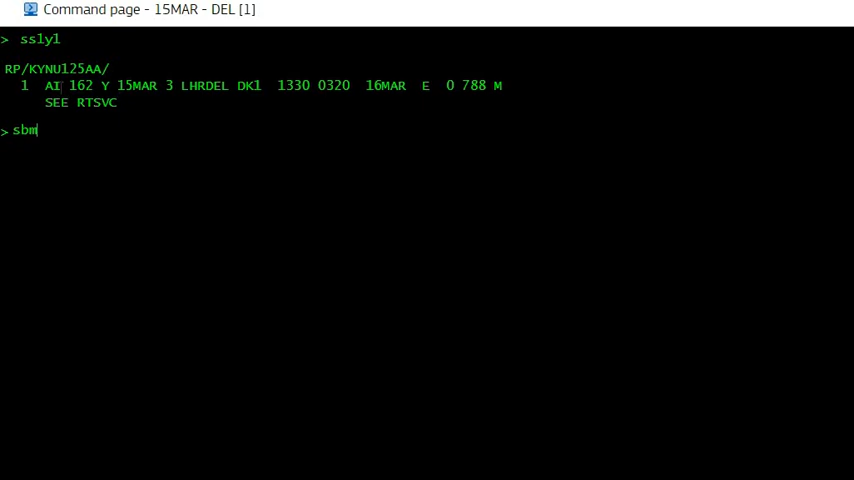 Command page - 15MAR - DEL [1]
> ss1y1
RP/KYNU125AA/
1 AI 162 Y 15MAR 3 LHRDEL DK1 1330 0320 16MAR E 0 788 M
SEE RTSVC
> sbm